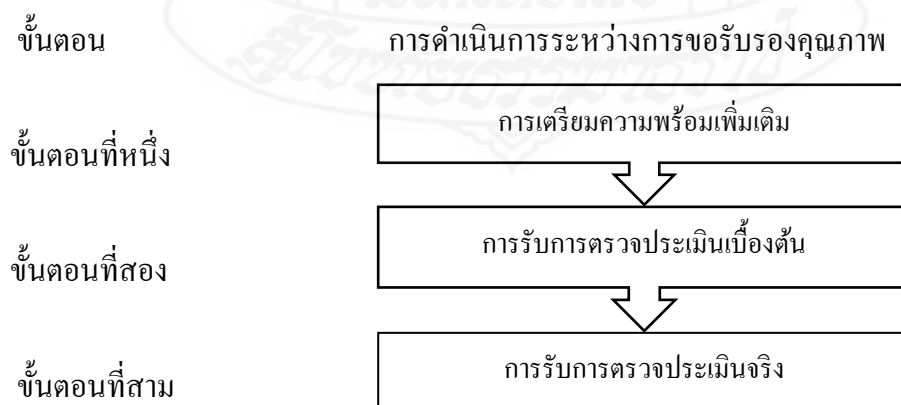 ขั้นตอน การดำเนินการระหว่างการขอรับรองคุณภาพ
การเตรียมความพร้อมเพิ่มเติม
ขั้นตอนที่หนึ่ง
การรับการตรวจประเมินเบื้องต้น
ขั้นตอนที่สอง
การรับการตรวจประเมินจริง
ขั้นตอนที่สาม